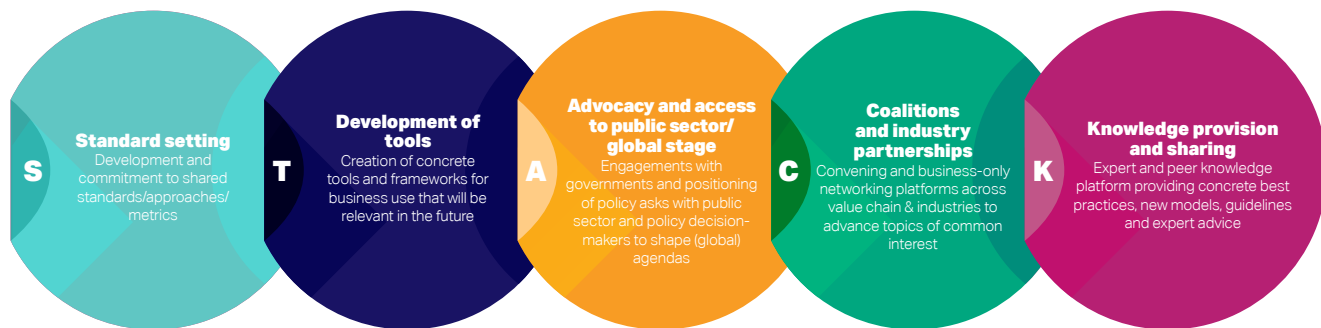 S
Standard setting
Development and
commitment to shared
standards/approaches/
metrics
T
Development of
tools
Creation of concrete
tools and frameworks for
business use that will be
relevant in the future
A
Advocacy and access
to public sector/
global stage
Engagements with
governments and positioning
of policy asks with public
sector and policy decision-
makers to shape (global)
agendas
C
Coalitions
and industry
partnerships
Convening and business-only
networking platforms across
value chain & industries to
advance topics of common
interest
K
Knowledge provision
and sharing
Expert and peer knowledge
platform providing concrete best
practices, new models, guidelines
and expert advice